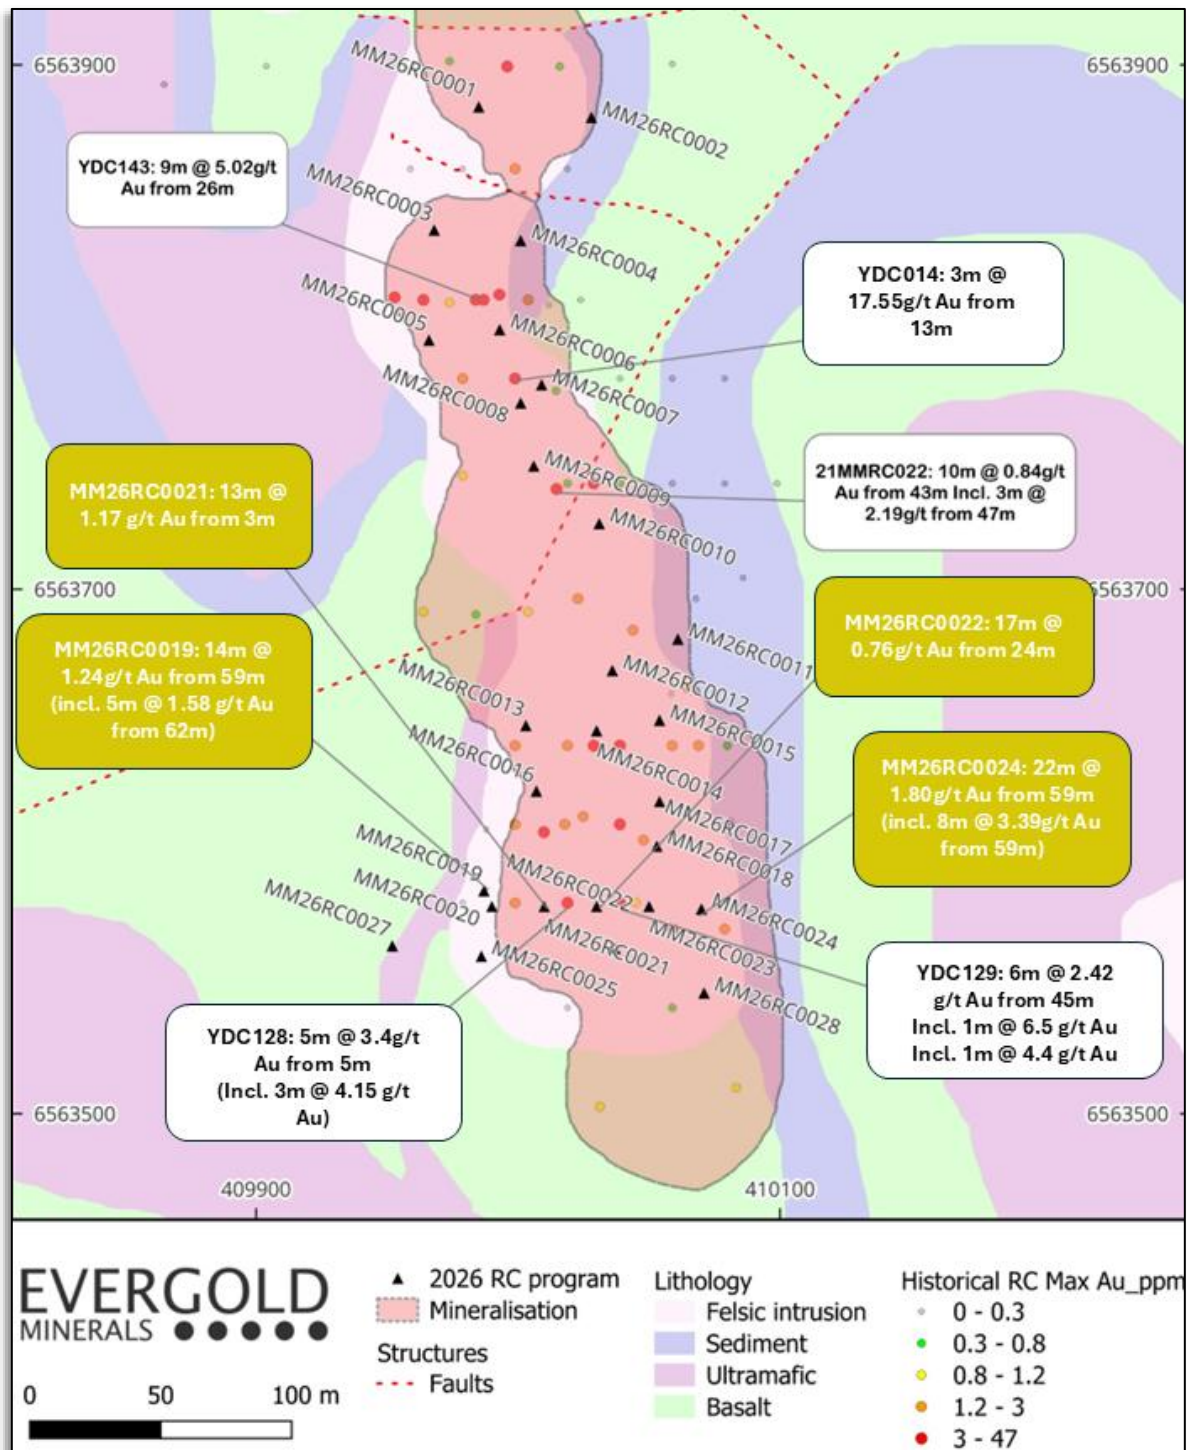 6563900
6563900
MM26RC0001
MM26RC0002
YDC143: 9m @ 5.02g/t
Au from 26m
MM26RC0003
MM26RC0004
YDC014: 3m @
17.55g/t Au from
13m
MM26RC0005
MM26RC0006
MM26RC0007
MM26RC0008
21MMRC022: 10m @ 0.84g/t
Au from 43m Incl. 3m @
2.19g/t from 47m
MM26RC0009
MM26RC0010
MM26RC0021: 13m @
1.17 g/t Au from 3m
6563700
6563700
MM26RC0022: 17m @
0.76g/t Au from 24m
MM26RC0019: 14m @
1.24g/t Au from 59m
(incl. 5m @ 1.58 g/t Au
from 62m)
MM26RC0011
MM26RC0012
MM26RC0013
MM26RC0015
MM26RC0016
MM26RC0014
MM26RC0024: 22m @
1.80g/t Au from 59m
(incl. 8m @ 3.39g/t Au
from 59m)
MM26RC0017
MM26RC0018
MM26RC0019
MM26RC0022
MM26RC0020
MM26RC0027
MM26RC0024
MM26RC0023
MM26RC0021
MM26RC0025
MM26RC0028
YDC129: 6m @ 2.42
g/t Au from 45m
Incl. 1m @ 6.5 g/t Au
Incl. 1m @ 4.4 g/t Au
YDC128: 5m @ 3.4g/t
Au from 5m
(Incl. 3m @ 4.15 g/t
Au)
6563500
6563500
409900
410100
EVERGOLD
MINERALS
0 50 100 m
2026 RC program
Mineralisation
Structures
Faults
Lithology
Felsic intrusion
Sediment
Ultramafic
Basalt
Historical RC Max Au_ppm
0 - 0.3
0.3 - 0.8
0.8 - 1.2
1.2 - 3
3 - 47